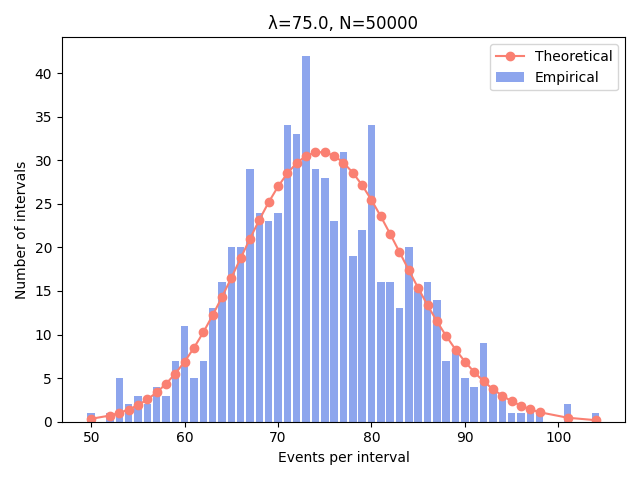 λ=75.0, N=50000
Theoretical
Empirical
Number of intervals
40
35
30
25
20
15
10
5
0
50 60 70 80 90 100
Events per interval